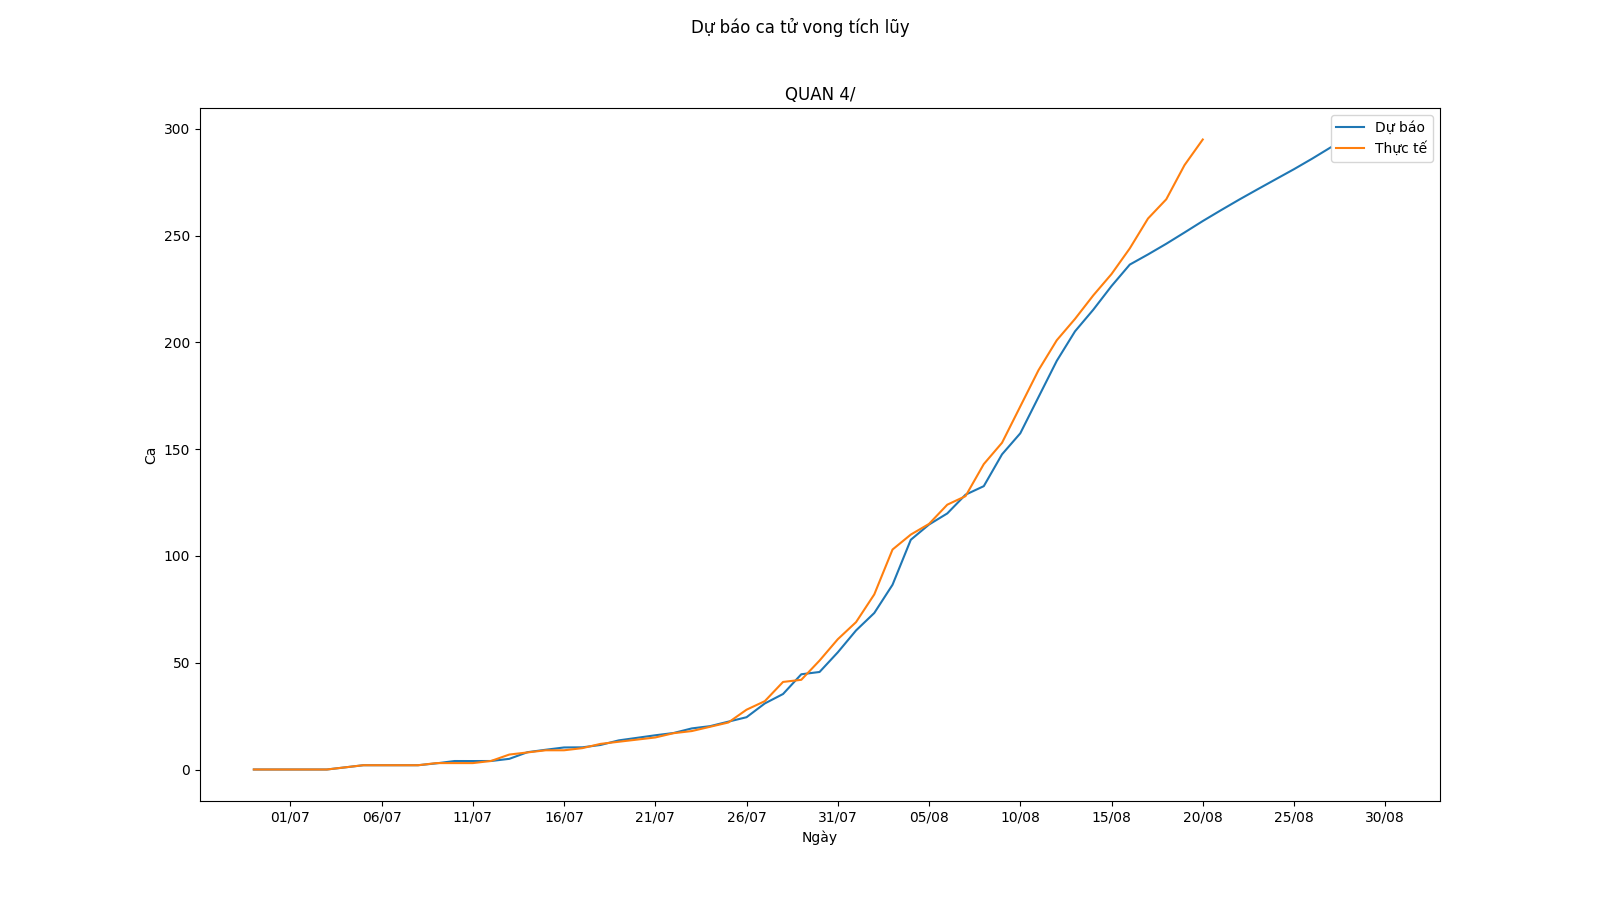 Dự báo ca tử vong tích lũy
QUAN 4/
Dự báo
Thực tế
300
250
200
150
100
50
0
Ca
01/07 06/07 11/07 16/07 21/07 26/07 31/07 05/08 10/08 15/08 20/08 25/08 30/08
Ngày